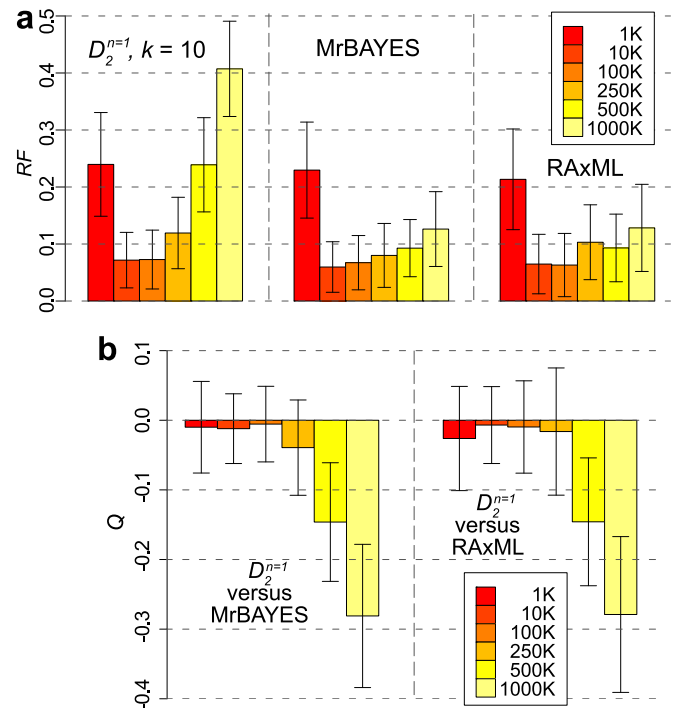 a
RF
0.5
0.4
0.3
0.2
0.1
0.0
D₂ⁿ⁼¹, k = 10
MrBAYES
RAxML
1K
10K
100K
250K
500K
1000K
b
Q
0.1
0.0
-0.1
-0.2
-0.3
-0.4
D₂ⁿ⁼¹
versus
MrBAYES
D₂ⁿ⁼¹
versus
RAxML
1K
10K
100K
250K
500K
1000K